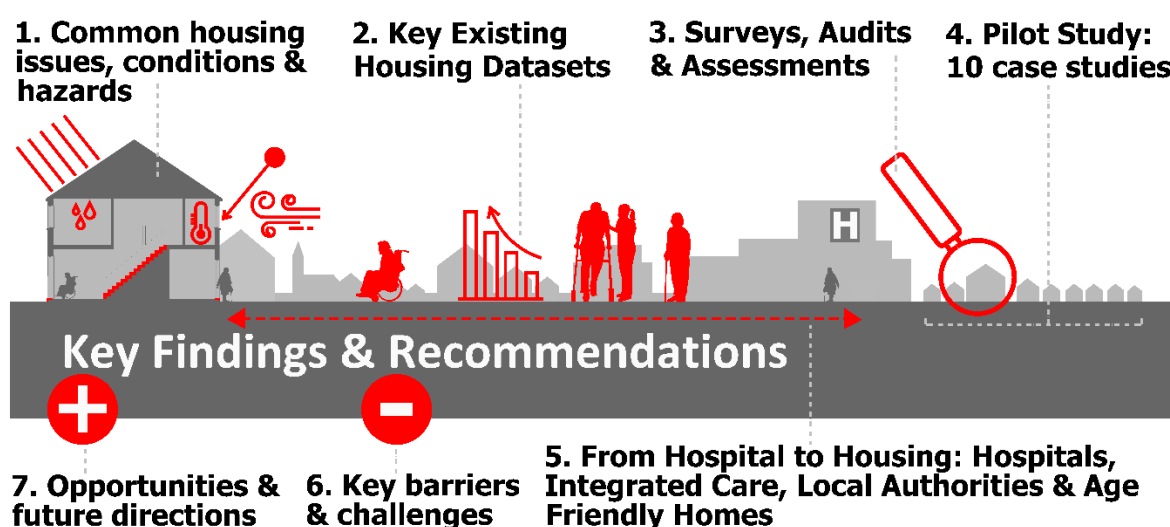 1. Common housing
issues, conditions &
hazards
2. Key Existing
Housing Datasets
3. Surveys, Audits
& Assessments
4. Pilot Study:
10 case studies
H
Key Findings & Recommendations
+
-
7. Opportunities &
future directions
6. Key barriers
& challenges
5. From Hospital to Housing: Hospitals,
Integrated Care, Local Authorities & Age
Friendly Homes